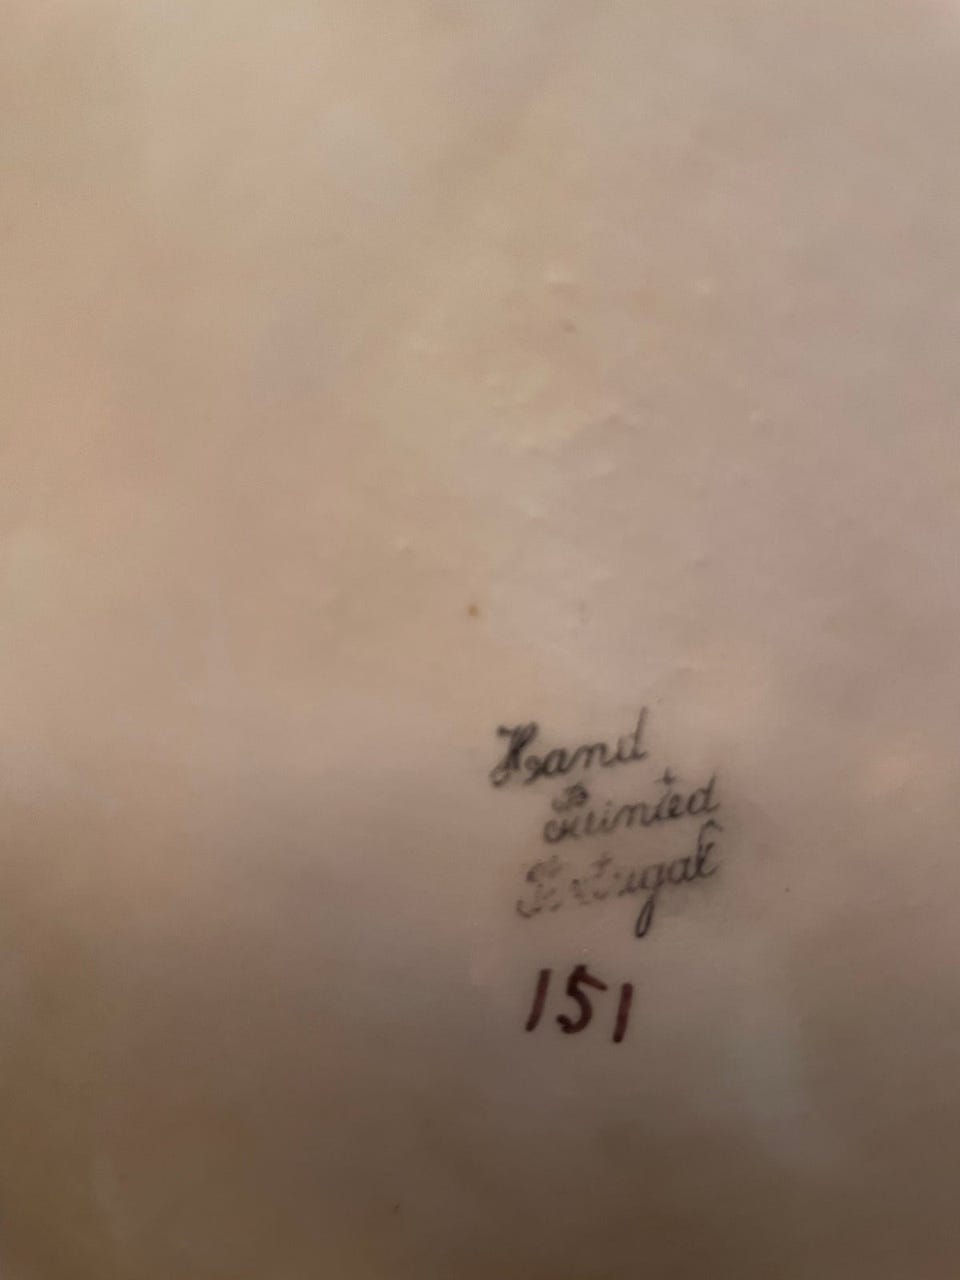 Hand
Painted
Portugal
151